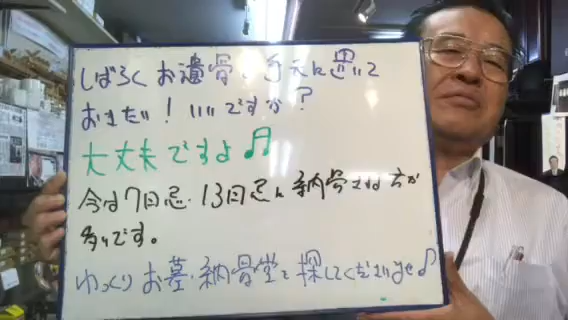 しばらくお遺骨を手元に置いて
おきたい！いいですか？
大丈夫ですよ♬
今は7回忌・13回忌に納骨される方が
多いです。
ゆっくりお墓・納骨堂を探してくださいね♪